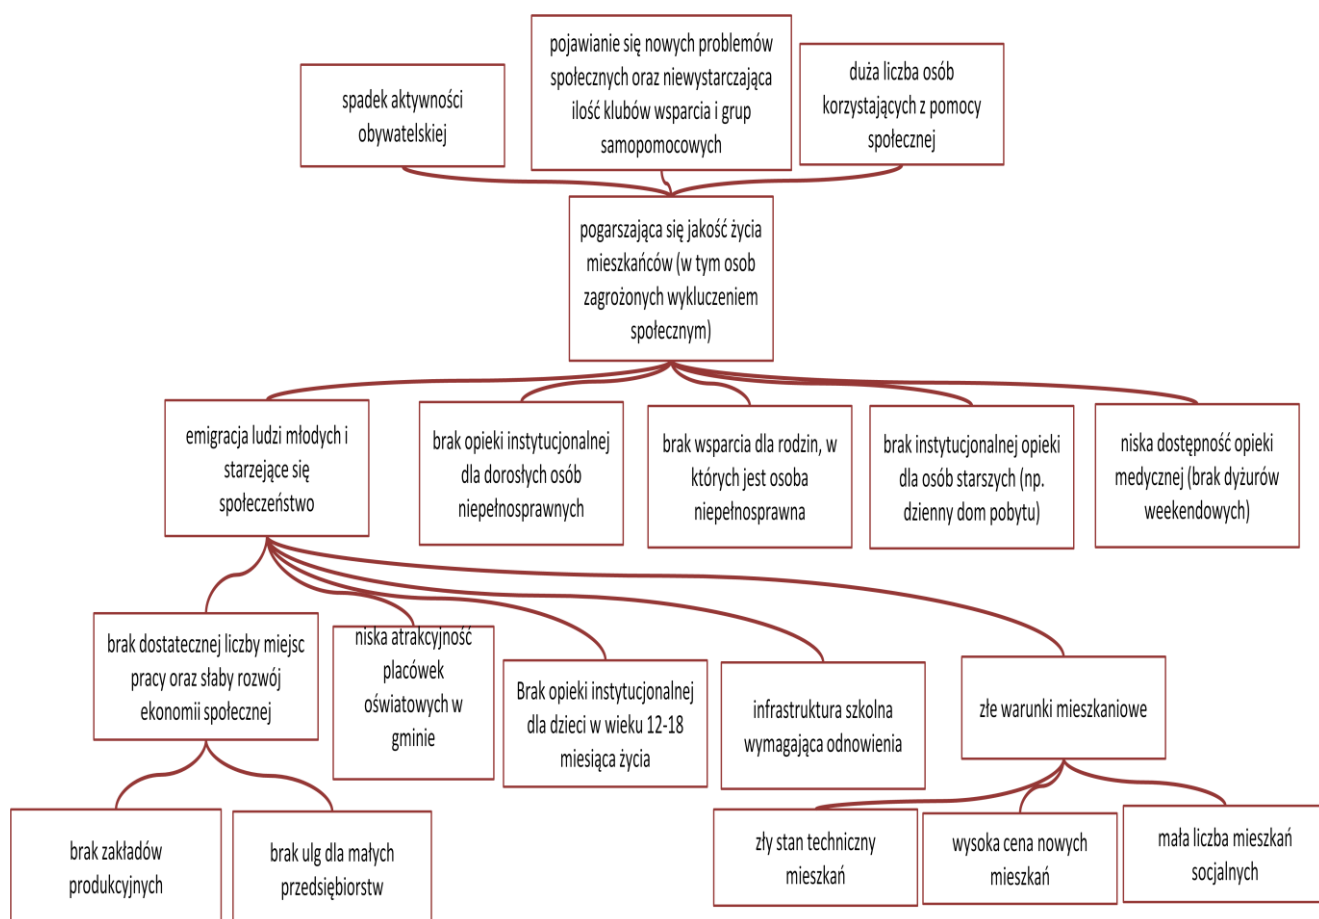 spadek aktywności
obywatelskiej
pojawianie się nowych problemów
społecznych oraz niewystarczająca
ilość klubów wsparcia i grup
samopomocowych
duża liczba osób
korzystających z pomocy
społecznej
pogarszająca się jakość życia
mieszkańców (w tym osob
zagrożonych wykluczeniem
społecznym)
emigracja ludzi młodych i
starzejące się
społeczeństwo
brak opieki instytucjonalnej
dla dorosłych osób
niepełnosprawnych
brak wsparcia dla rodzin, w
których jest osoba
niepełnosprawna
brak instytucjonalnej opieki
dla osób starszych (np.
dzienny dom pobytu)
niska dostępność opieki
medycznej (brak dyżurów
weekendowych)
brak dostatecznej liczby miejsc
pracy oraz słaby rozwój
ekonomii społecznej
niska atrakcyjność
placówek
oświatowych w
gminie
Brak opieki instytucjonalnej
dla dzieci w wieku 12-18
miesiąca życia
infrastruktura szkolna
wymagająca odnowienia
złe warunki mieszkaniowe
brak zakładów
produkcyjnych
brak ulg dla małych
przedsiębiorstw
zły stan techniczny
mieszkań
wysoka cena nowych
mieszkań
mała liczba mieszkań
socjalnych